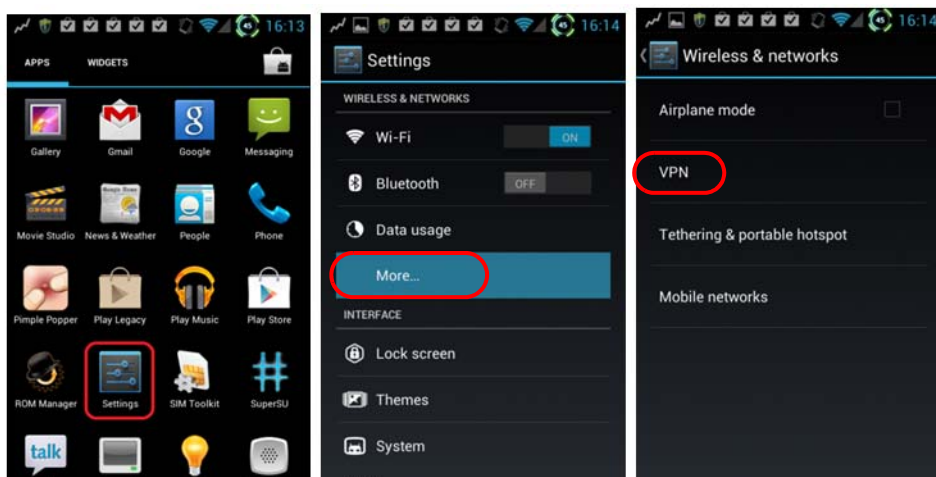 16:13
APPS WIDGETS
Gallery Gmail Google Messaging
8
Movie Studio News & Weather People Phone
Pimple Popper Play Legacy Play Music Play Store
ROM Manager Settings SIM Toolkit SuperSU
talk
45 16:14
Settings
WIRELESS & NETWORKS
Wi-Fi ON
Bluetooth OFF
Data usage
More...
INTERFACE
Lock screen
Themes
System
45 16:14
Wireless & networks
Airplane mode
VPN
Tethering & portable hotspot
Mobile networks